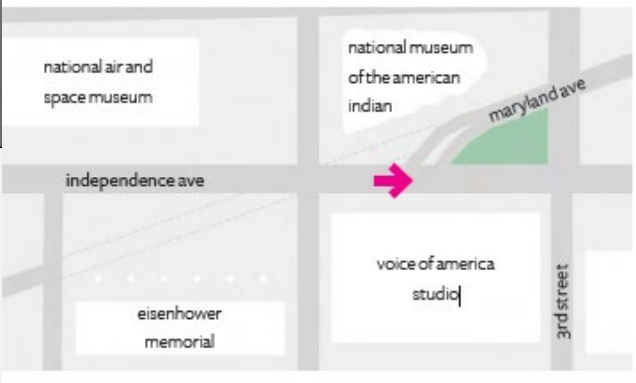 national air and
space museum
national museum
of the american
indian
maryland ave
independence ave
voice of america
studio
3rd street
eisenhower
memorial